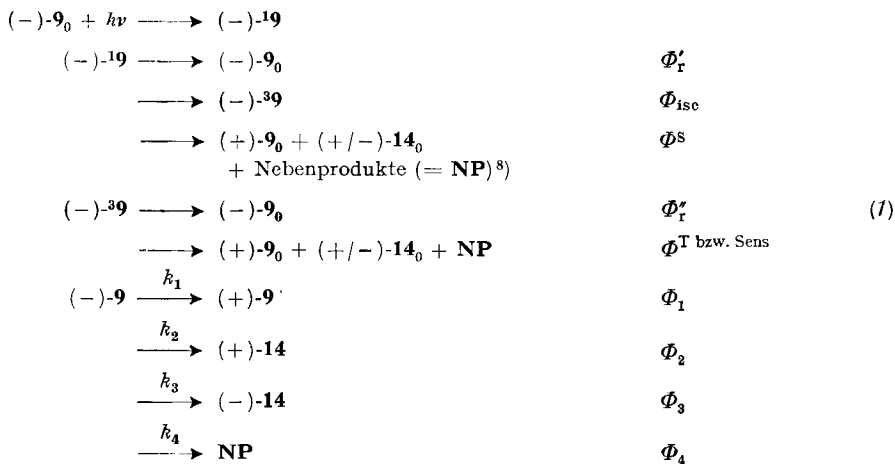 (−)-9₀ + hν ⟶ (−)-¹9
(−)-¹9 ⟶ (−)-9₀ Φ′ᵣ
⟶ (−)-³9 Φisc
⟶ (+)-9₀ + (+/−)-14₀ Φˢ
+ Nebenprodukte (= NP)⁸)
(−)-³9 ⟶ (−)-9₀ Φ″ᵣ (1)
⟶ (+)-9₀ + (+/−)-14₀ + NP Φᵀ bzw. Sens
(−)-9 k₁⟶ (+)-9 Φ₁
k₂⟶ (+)-14 Φ₂
k₃⟶ (−)-14 Φ₃
k₄⟶ NP Φ₄